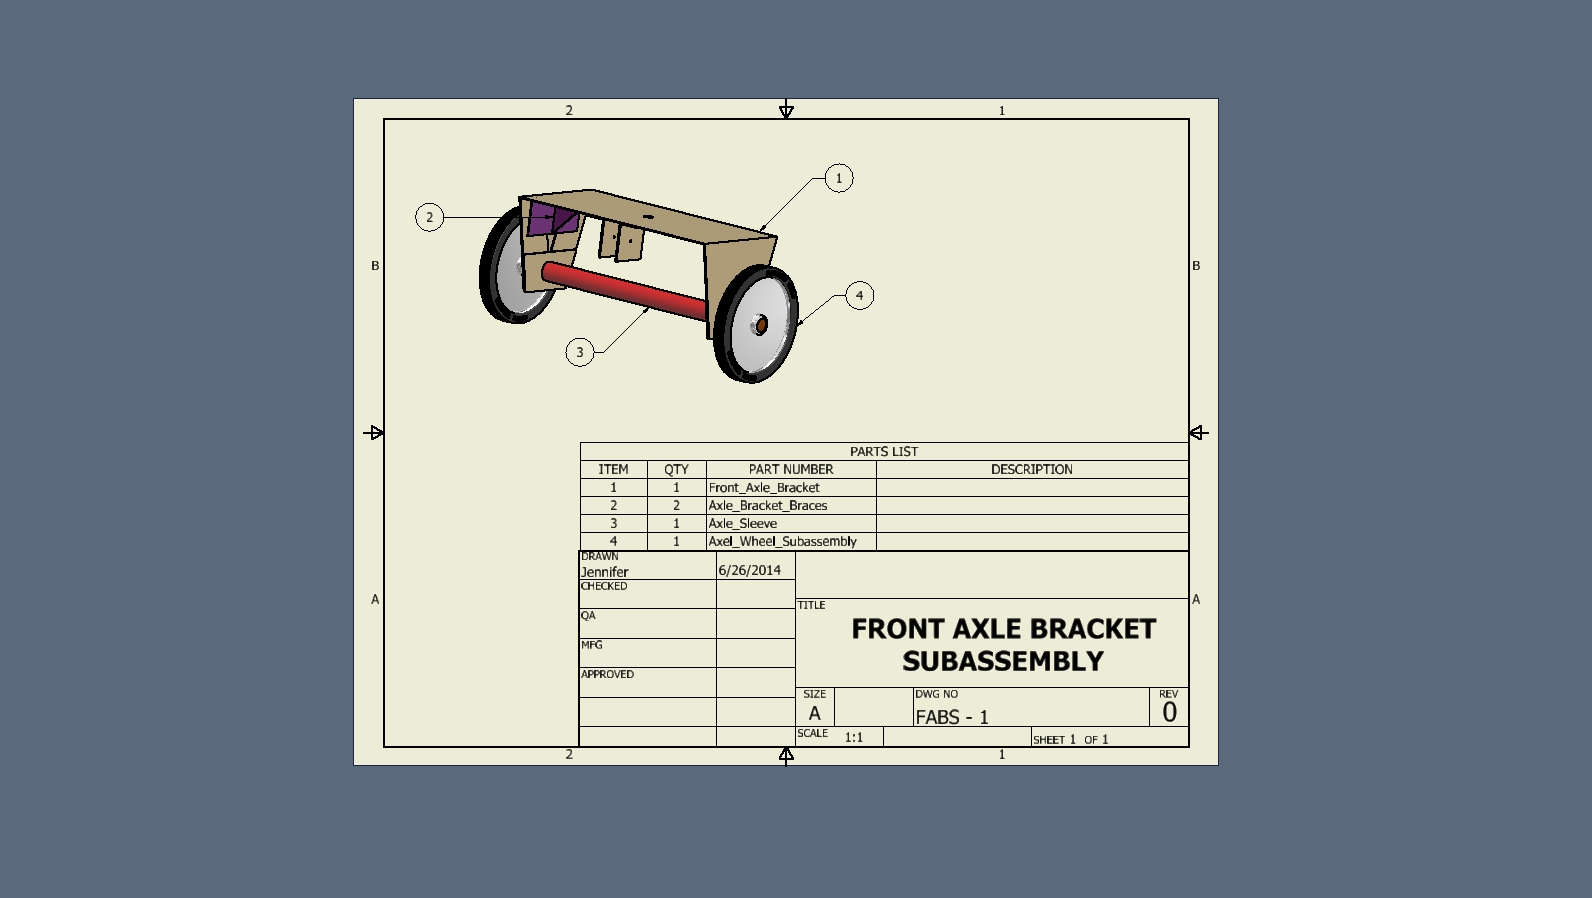 2 1
1
2
B B
4
3
PARTS LIST
ITEM QTY PART NUMBER DESCRIPTION
1 1 Front_Axle_Bracket
2 2 Axle_Bracket_Braces
3 1 Axle_Sleeve
4 1 Axel_Wheel_Subassembly
DRAWN
Jennifer 6/26/2014
CHECKED
A A
TITLE
QA
FRONT AXLE BRACKET
SUBASSEMBLY
MFG
APPROVED
SIZE DWG NO REV
A FABS - 1 0
SCALE 1:1 SHEET 1 OF 1
2 1